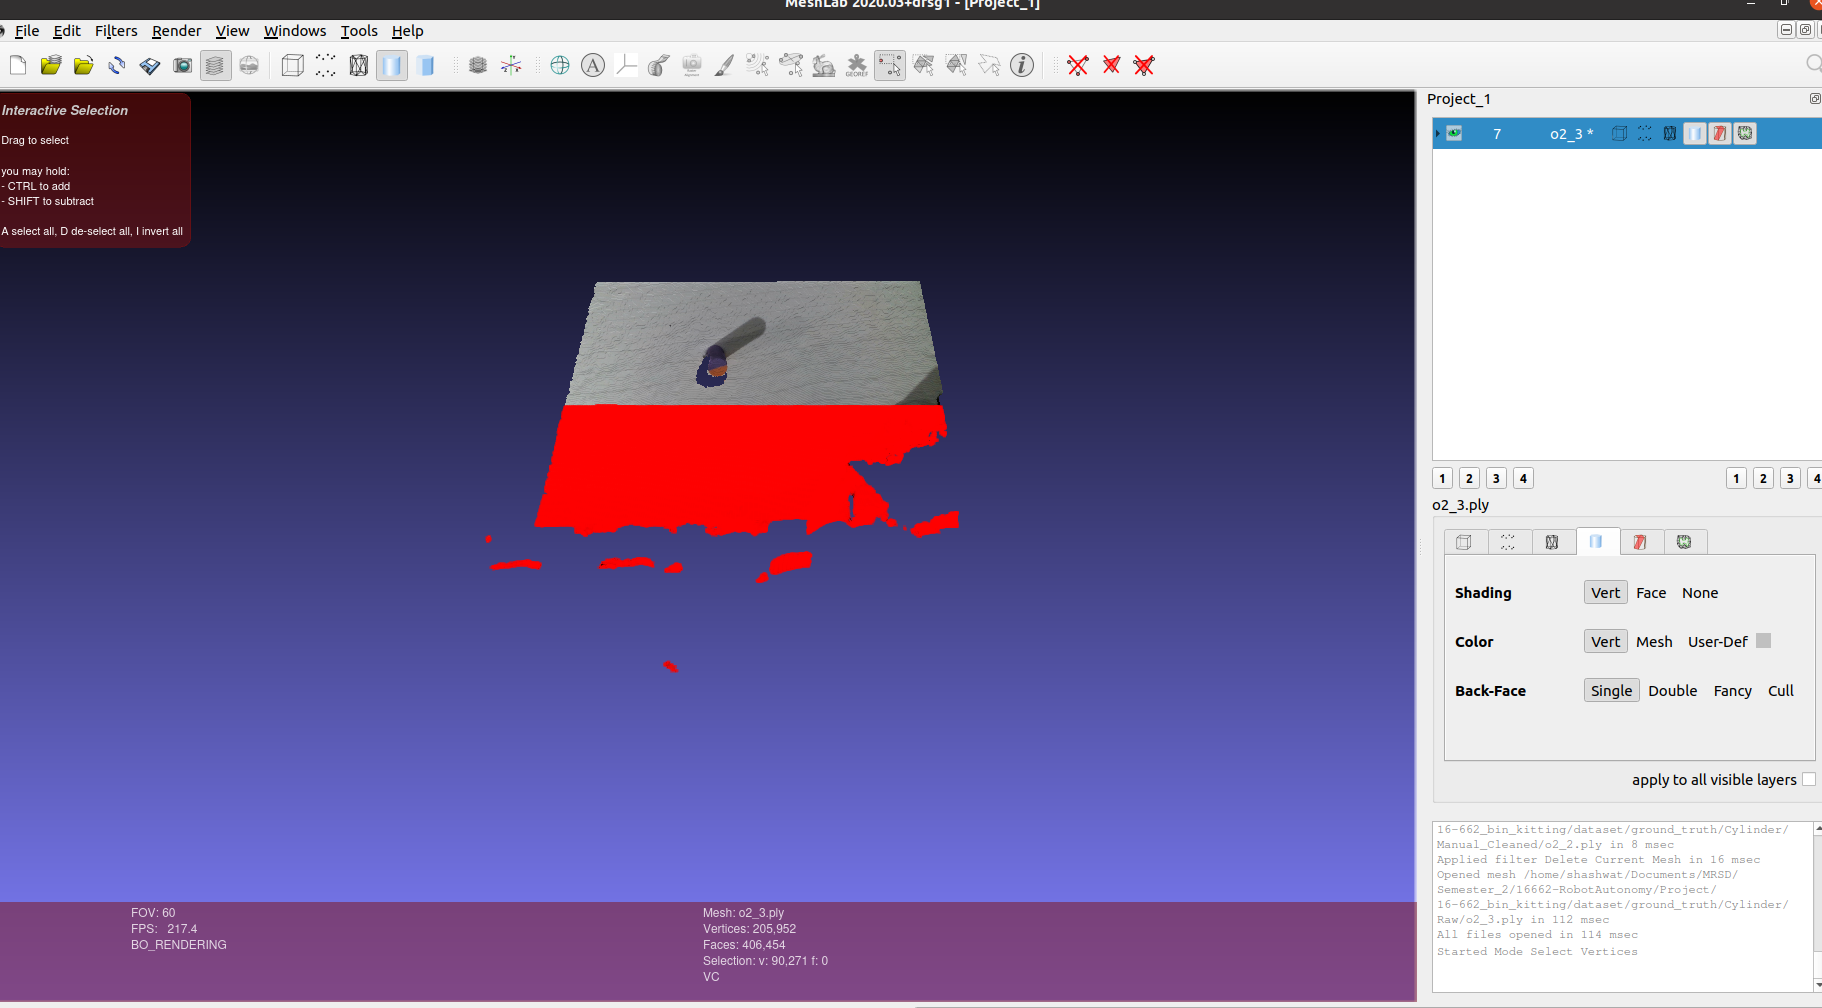 MeshLab 2020.03+dfsg1 - [Project_1]
File Edit Filters Render View Windows Tools Help
A
GEOREF
i
Interactive Selection
Drag to select
you may hold:
- CTRL to add
- SHIFT to subtract
A select all, D de-select all, I invert all
Project_1
7 o2_3 *
1 2 3 4 1 2 3 4
o2_3.ply
Shading Vert Face None
Color Vert Mesh User-Def
Back-Face Single Double Fancy Cull
apply to all visible layers
16-662_bin_kitting/dataset/ground_truth/Cylinder/
Manual_Cleaned/o2_2.ply in 8 msec
Applied filter Delete Current Mesh in 16 msec
Opened mesh /home/shashwat/Documents/MRSD/
Semester_2/16662-RobotAutonomy/Project/
16-662_bin_kitting/dataset/ground_truth/Cylinder/
Raw/o2_3.ply in 112 msec
All files opened in 114 msec
Started Mode Select Vertices
FOV: 60
FPS: 217.4
BO_RENDERING
Mesh: o2_3.ply
Vertices: 205,952
Faces: 406,454
Selection: v: 90,271 f: 0
VC